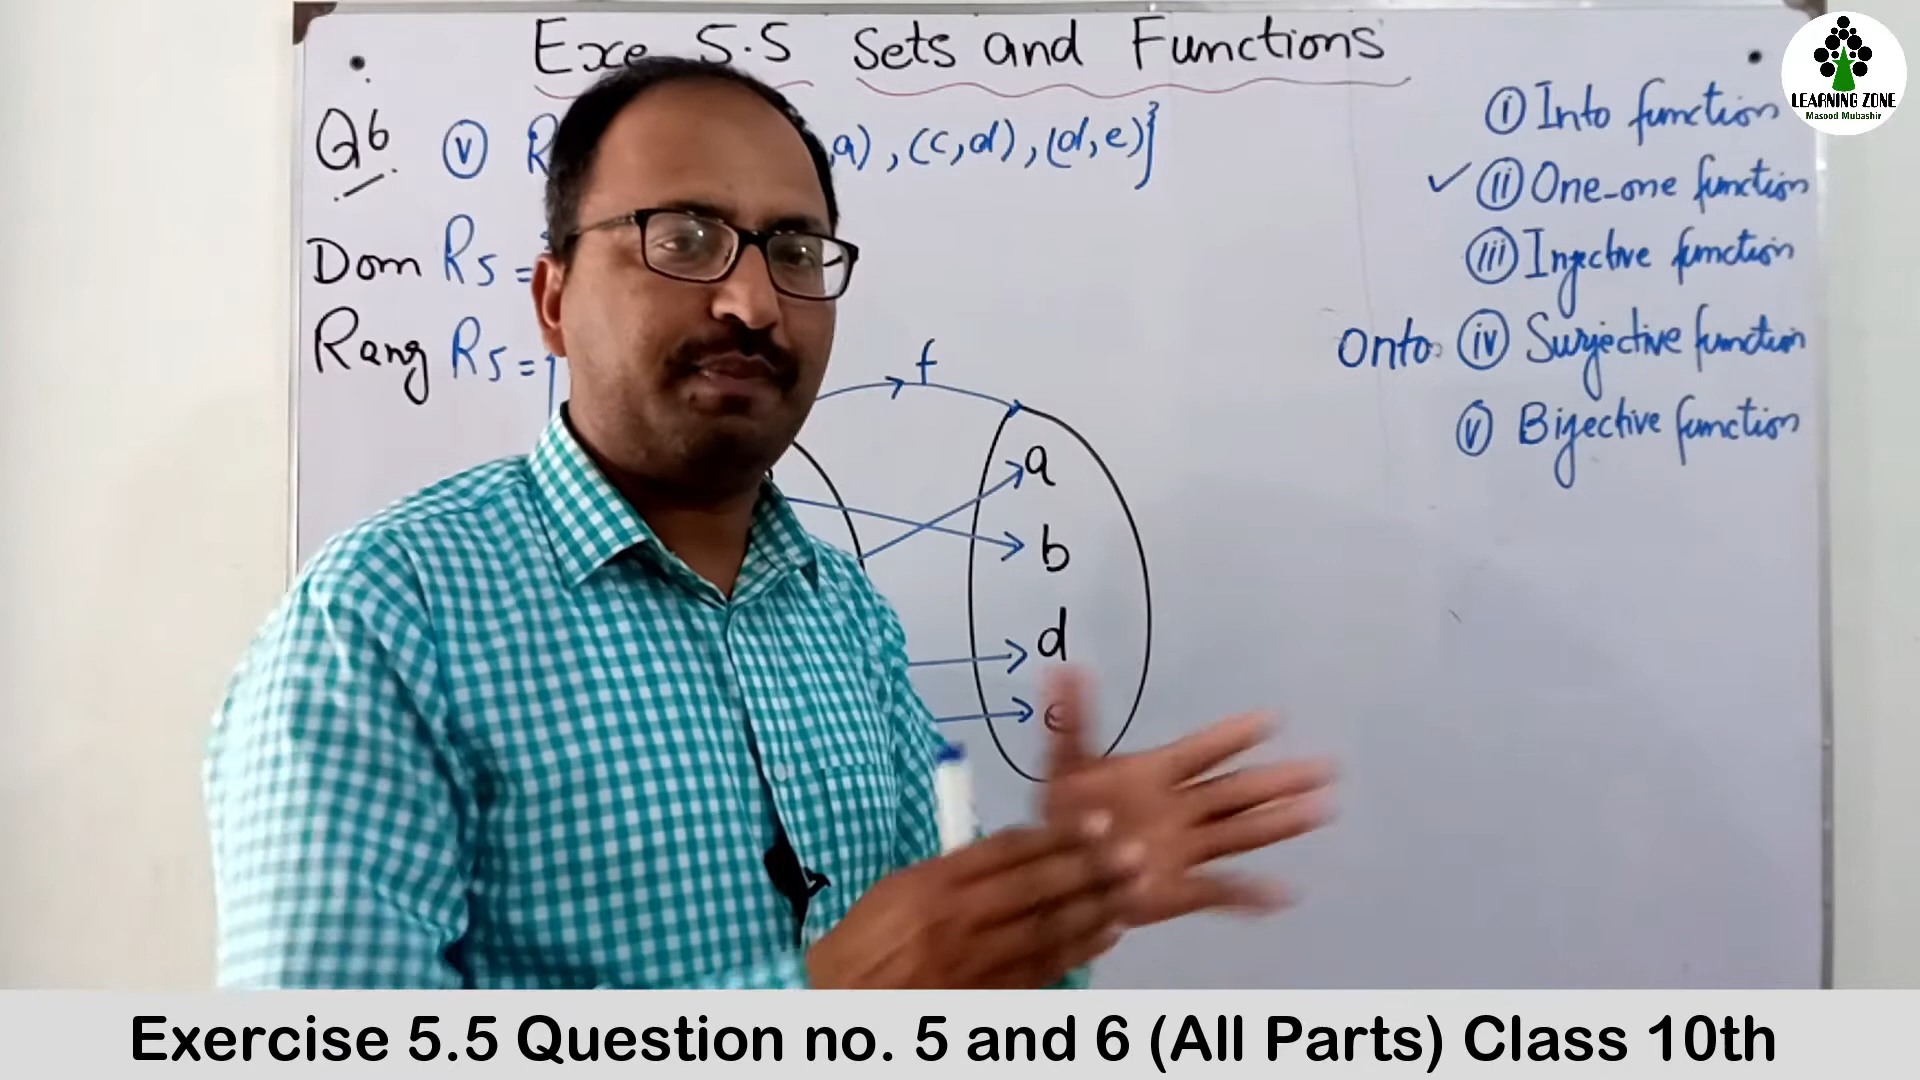 Exe 5.5 Sets and Functions
LEARNING ZONE
Masood Mubashir
Q6 (v) R a) , (c,d) , (d,e)}
Dom R5 =
Rang R5 =
f
a
b
d
e
(i) Into function
✓ (ii) One-one function
(iii) Injective function
Onto (iv) Surjective function
(v) Bijective function
Exercise 5.5 Question no. 5 and 6 (All Parts) Class 10th